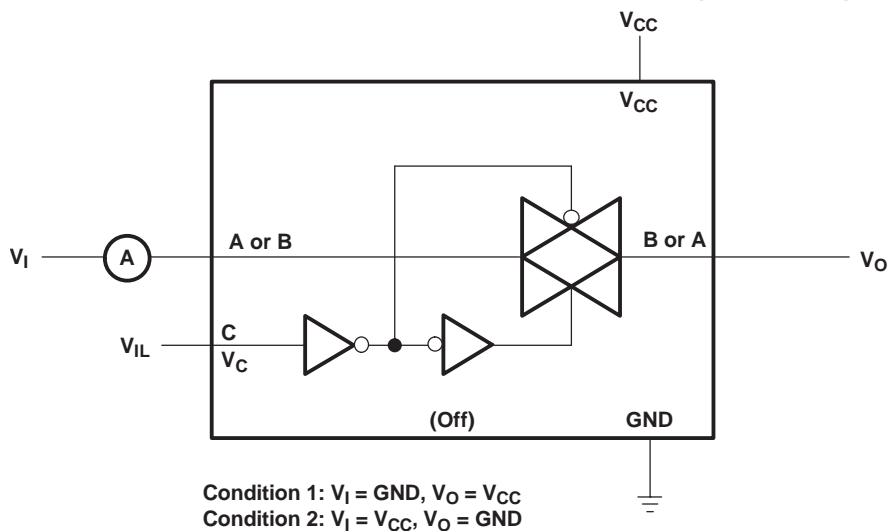 VCC
VCC
VI
A
A or B
B or A
VO
VIL
C
VC
(Off)
GND
Condition 1: VI = GND, VO = VCC
Condition 2: VI = VCC, VO = GND